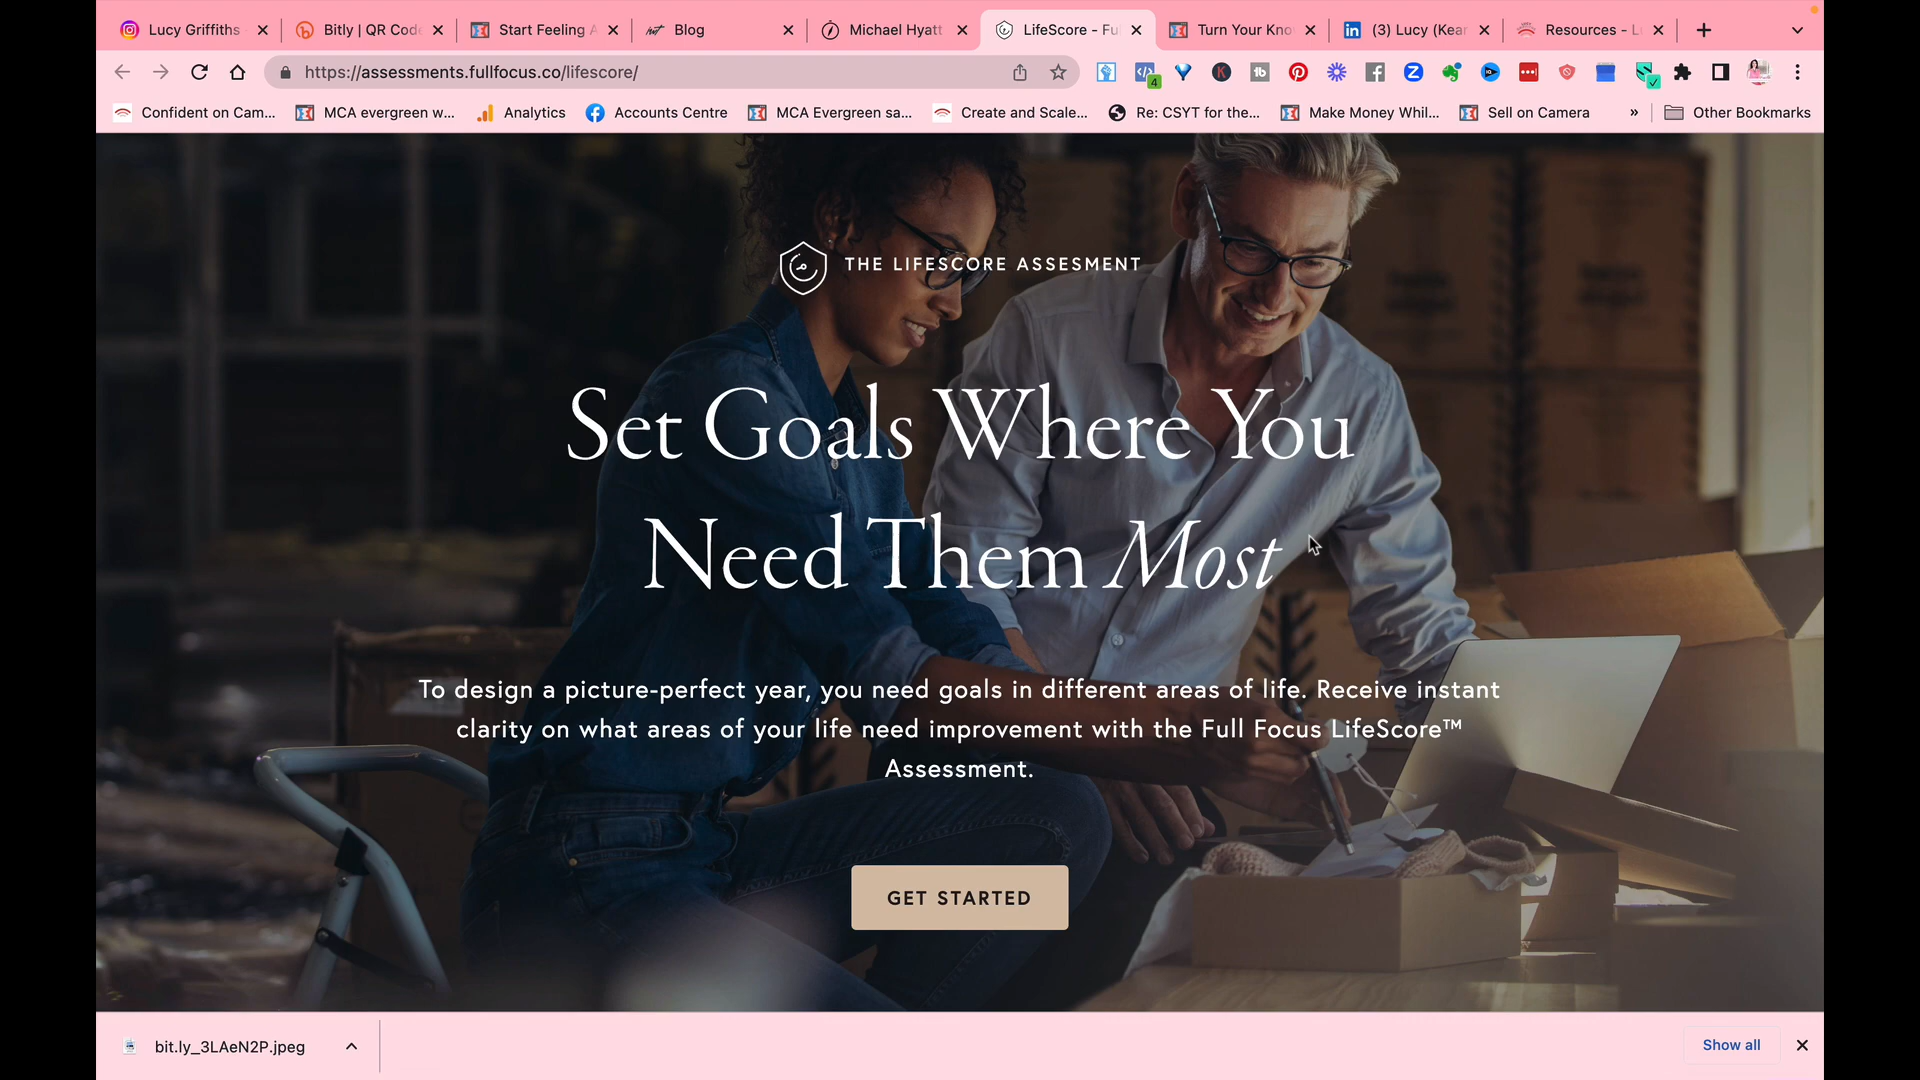 Lucy Griffiths
Bitly | QR Code
Start Feeling A
Blog
Michael Hyatt
LifeScore - Fu
Turn Your Kno
(3) Lucy (Kear
Resources - L
https://assessments.fullfocus.co/lifescore/
4
Confident on Cam...
MCA evergreen w...
Analytics
Accounts Centre
MCA Evergreen sa...
Create and Scale...
Re: CSYT for the...
Make Money Whil...
Sell on Camera
»
Other Bookmarks
THE LIFESCORE ASSESMENT
Set Goals Where You
Need Them Most
To design a picture-perfect year, you need goals in different areas of life. Receive instant
clarity on what areas of your life need improvement with the Full Focus LifeScore™
Assessment.
GET STARTED
bit.ly_3LAeN2P.jpeg
Show all